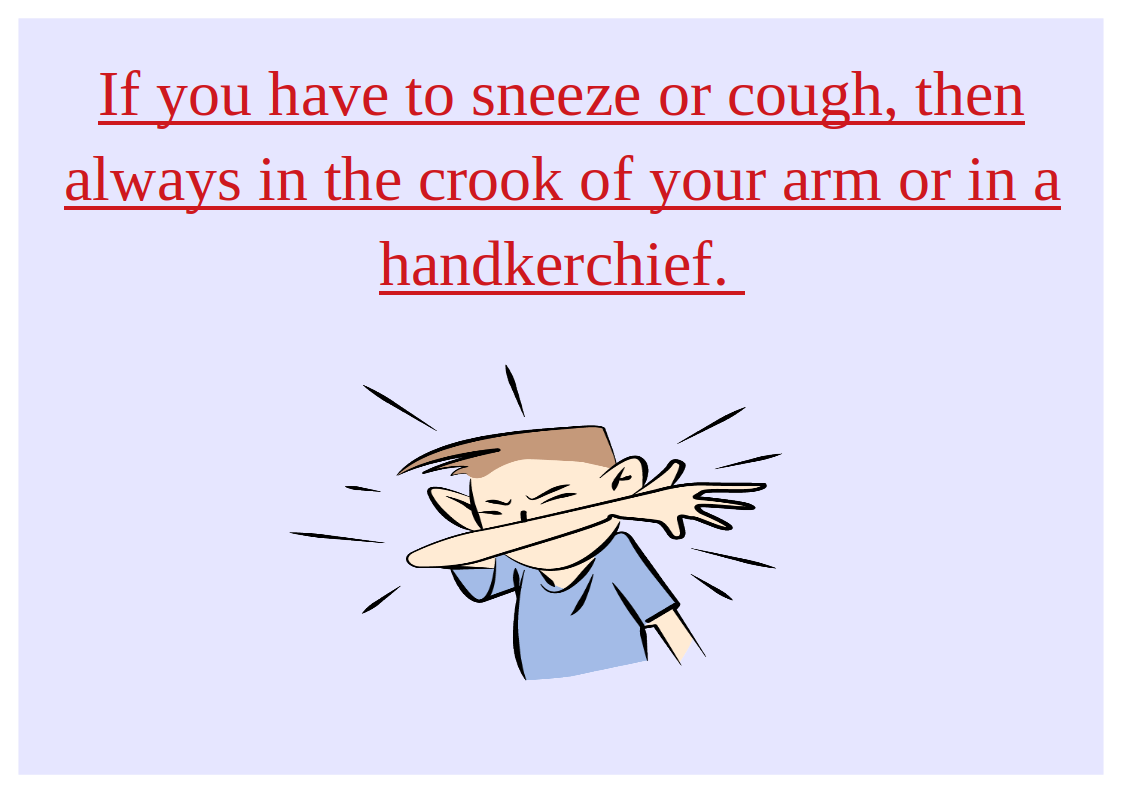 If you have to sneeze or cough, then
always in the crook of your arm or in a
handkerchief.